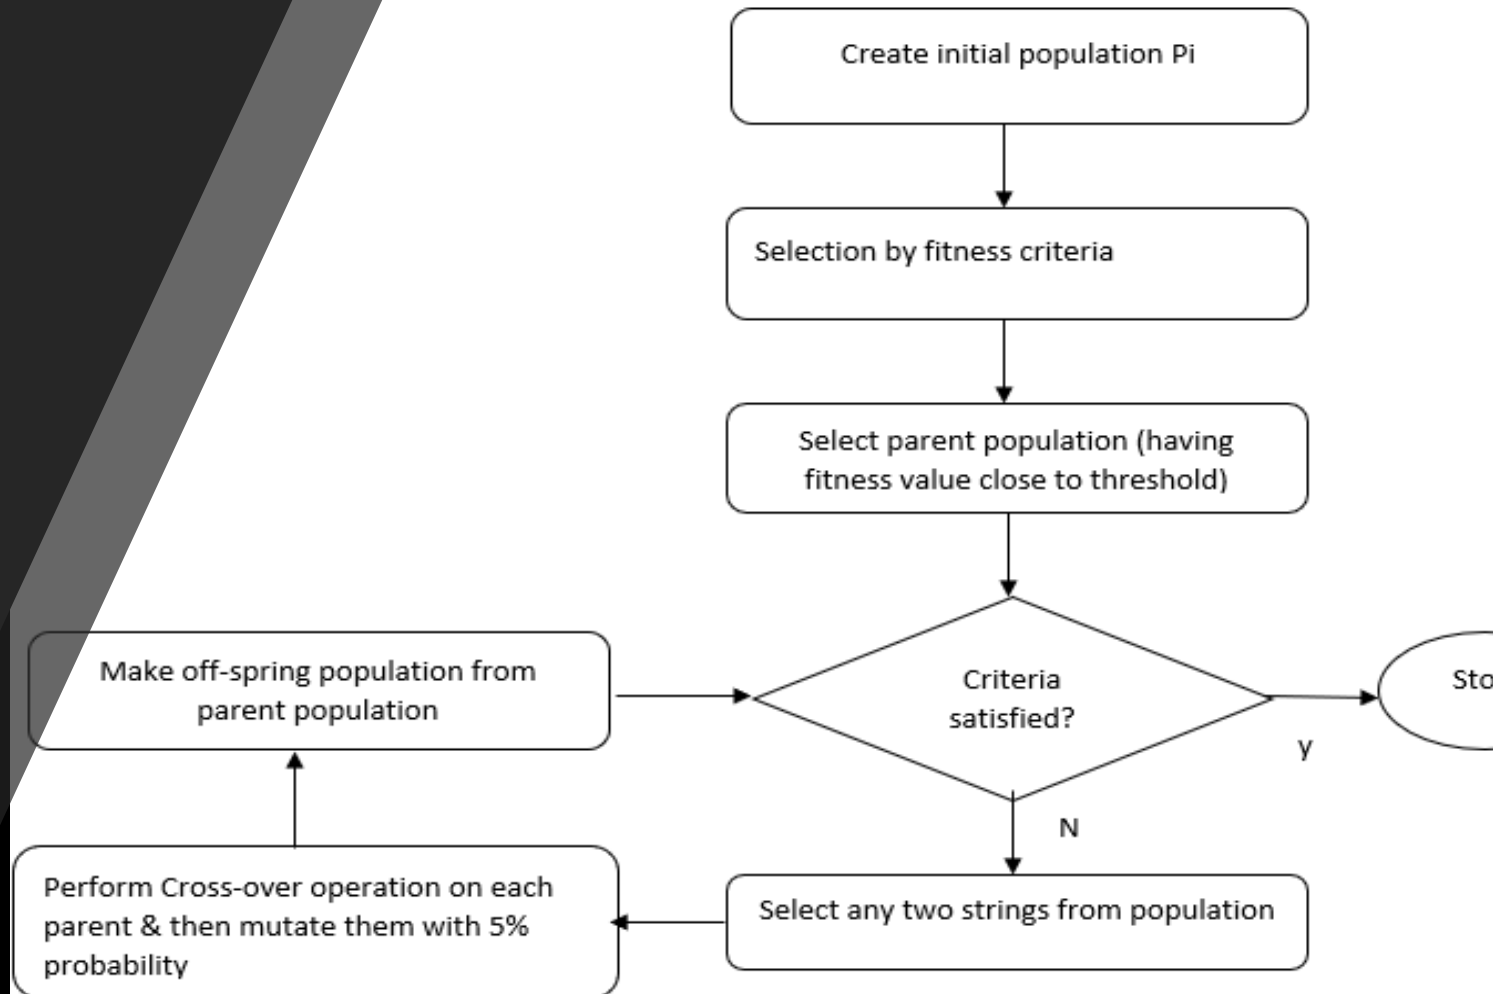 Create initial population Pi
Selection by fitness criteria
Select parent population (having
fitness value close to threshold)
Make off-spring population from
parent population
Criteria
satisfied?
Sto
y
N
Perform Cross-over operation on each
parent & then mutate them with 5%
probability
Select any two strings from population